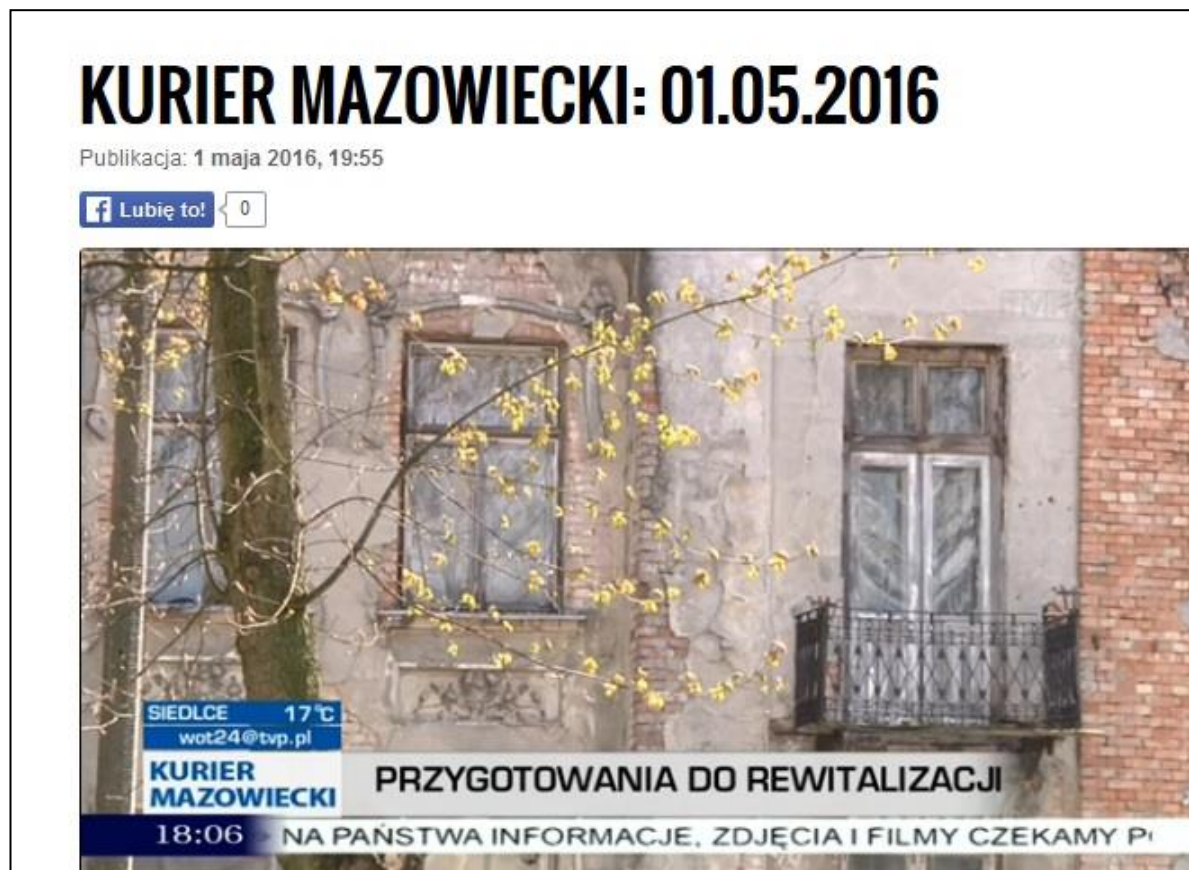 KURIER MAZOWIECKI: 01.05.2016
Publikacja: 1 maja 2016, 19:55
Lubię to! 0
SIEDLCE 17°C
wot24@tvp.pl
KURIER
MAZOWIECKI
PRZYGOTOWANIA DO REWITALIZACJI
18:06 NA PAŃSTWA INFORMACJE, ZDJĘCIA I FILMY CZEKAMY